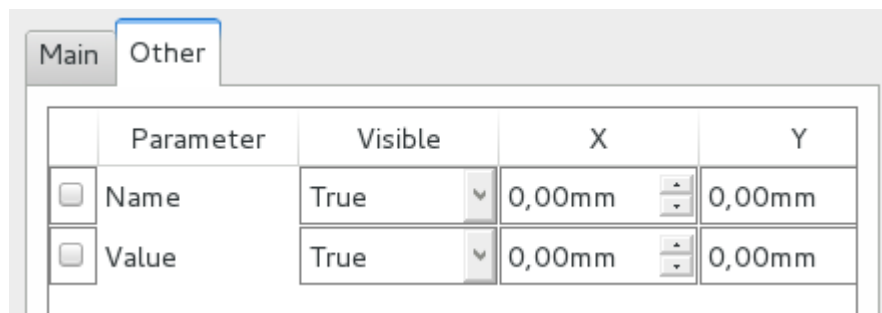 Main Other
Parameter Visible X Y
Name True 0,00mm 0,00mm
Value True 0,00mm 0,00mm